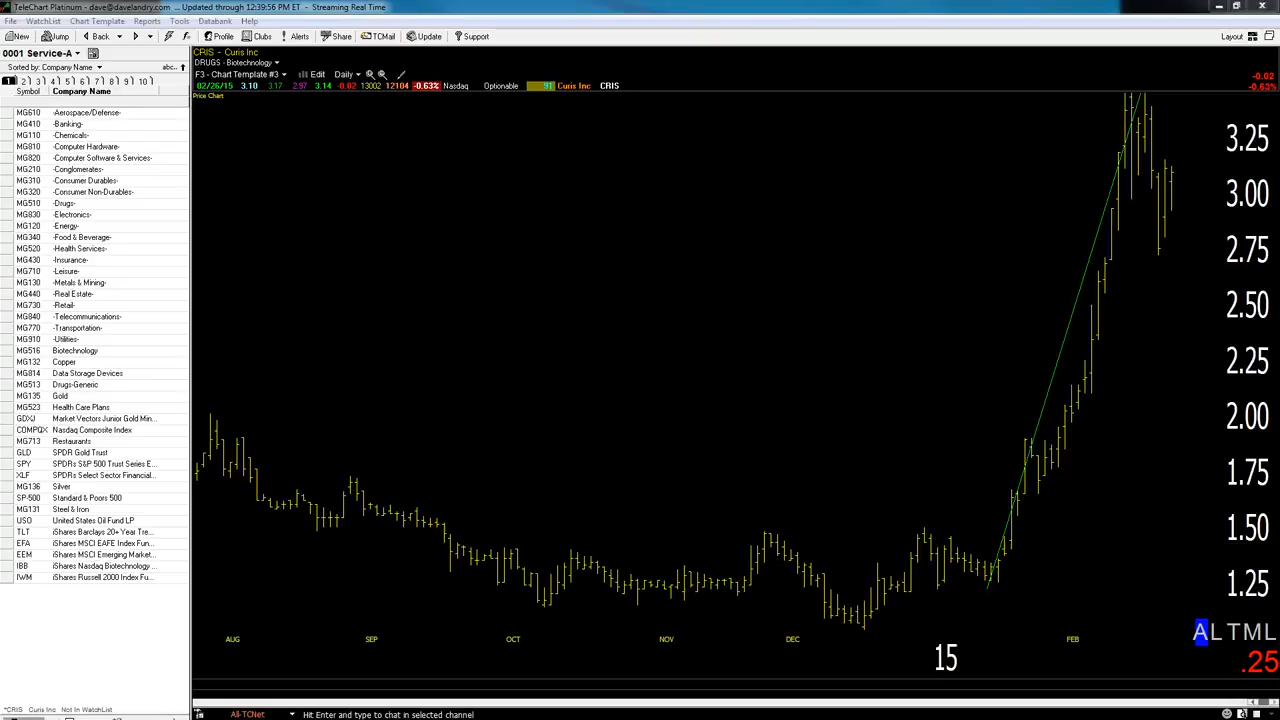 TeleChart Platinum - dave@davelandry.com ... Updated through 12:39:56 PM ET - Streaming Real Time
File WatchList Chart Template Reports Tools Databank Help
New Jump Back Profile Clubs Alerts Share TCMail Update Support Layout
0001 Service-A
Sorted by: Company Name abc..
1 2 3 4 5 6 7 8 9 10
Symbol Company Name
MG610 -Aerospace/Defense-
MG410 -Banking-
MG110 -Chemicals-
MG810 -Computer Hardware-
MG820 -Computer Software & Services-
MG210 -Conglomerates-
MG310 -Consumer Durables-
MG320 -Consumer Non-Durables-
MG510 -Drugs-
MG830 -Electronics-
MG120 -Energy-
MG340 -Food & Beverage-
MG520 -Health Services-
MG430 -Insurance-
MG710 -Leisure-
MG130 -Metals & Mining-
MG440 -Real Estate-
MG730 -Retail-
MG840 -Telecommunications-
MG770 -Transportation-
MG910 -Utilities-
MG516 Biotechnology
MG132 Copper
MG814 Data Storage Devices
MG513 Drugs-Generic
MG135 Gold
MG523 Health Care Plans
GDXJ Market Vectors Junior Gold Min...
COMPQX Nasdaq Composite Index
MG713 Restaurants
GLD SPDR Gold Trust
SPY SPDRs S&P 500 Trust Series E...
XLF SPDRs Select Sector Financial...
MG136 Silver
SP-500 Standard & Poors 500
MG131 Steel & Iron
USO United States Oil Fund LP
TLT iShares Barclays 20+ Year Tre...
EFA iShares MSCI EAFE Index Fun...
EEM iShares MSCI Emerging Market...
IBB iShares Nasdaq Biotechnology
IWM iShares Russell 2000 Index Fu...
*CRIS Curis Inc Not In WatchList
CRIS - Curis Inc
DRUGS - Biotechnology
F3 - Chart Template #3 Edit Daily
02/26/15 3.10 3.17 2.97 3.14 -0.02 13002 12104 -0.63% Nasdaq Optionable 91 Curis Inc CRIS
-0.02
-0.63%
Price Chart
3.25
3.00
2.75
2.50
2.25
2.00
1.75
1.50
1.25
ALTML
.25
AUG SEP OCT NOV DEC 15 FEB
All-TCNet Hit Enter and type to chat in selected channel